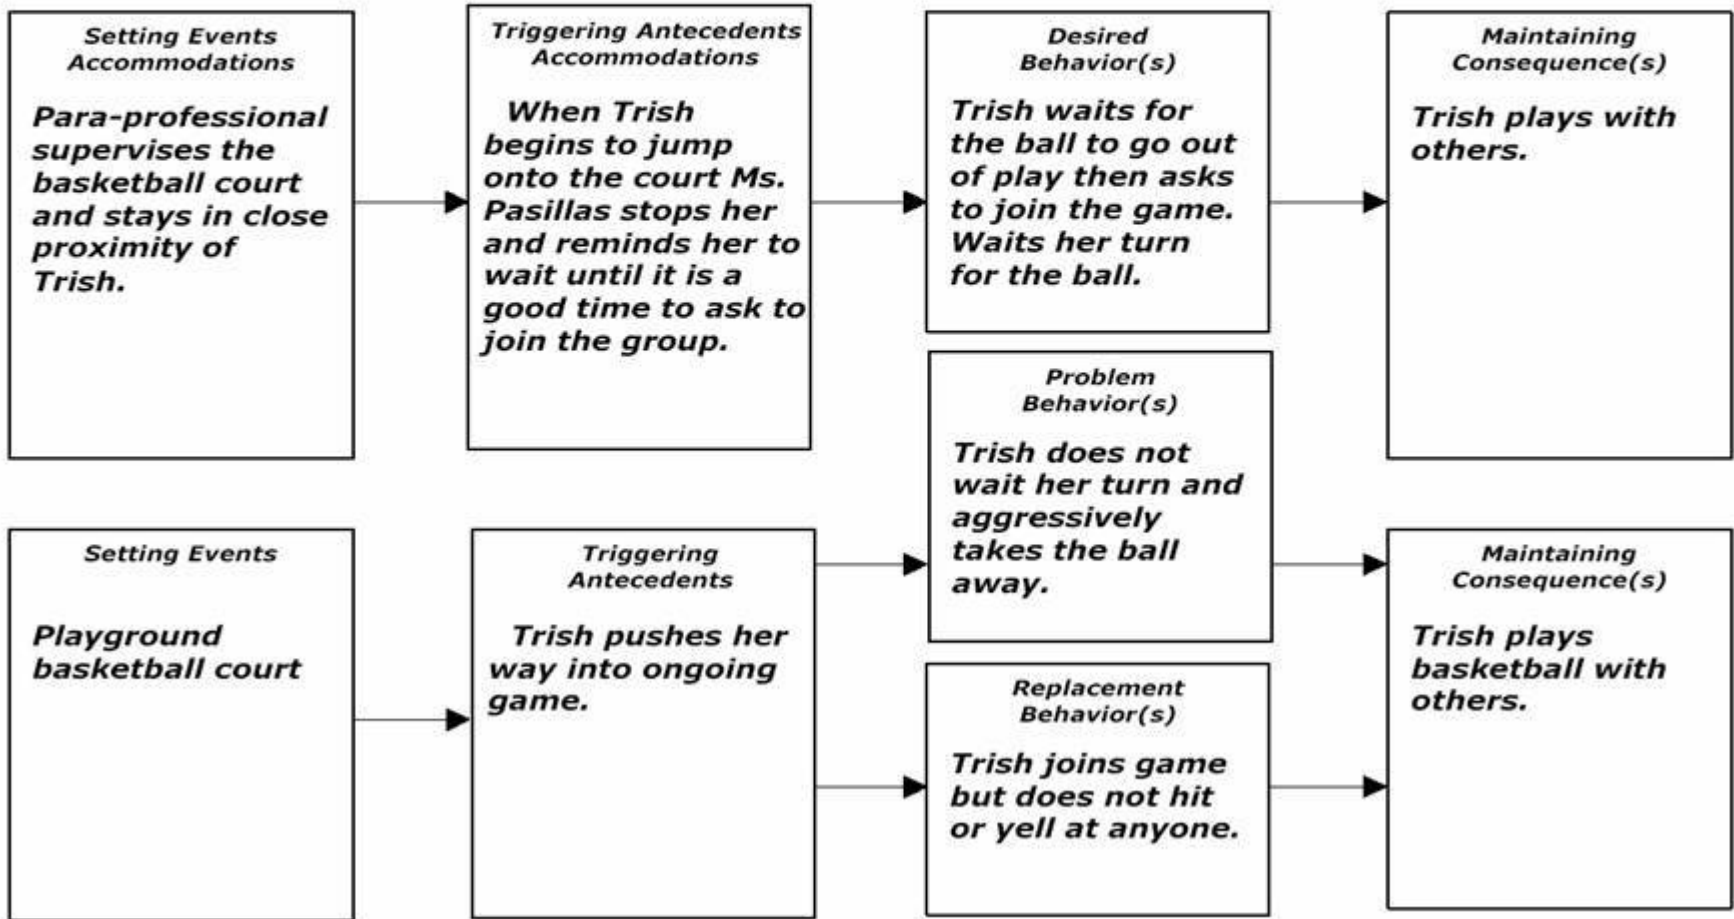 Setting Events
Accommodations
Para-professional
supervises the
basketball court
and stays in close
proximity of
Trish.
Triggering Antecedents
Accommodations
When Trish
begins to jump
onto the court Ms.
Pasillas stops her
and reminds her to
wait until it is a
good time to ask to
join the group.
Desired
Behavior(s)
Trish waits for
the ball to go out
of play then asks
to join the game.
Waits her turn
for the ball.
Maintaining
Consequence(s)
Trish plays with
others.
Setting Events
Playground
basketball court
Triggering
Antecedents
Trish pushes her
way into ongoing
game.
Problem
Behavior(s)
Trish does not
wait her turn and
aggressively
takes the ball
away.
Replacement
Behavior(s)
Trish joins game
but does not hit
or yell at anyone.
Maintaining
Consequence(s)
Trish plays
basketball with
others.